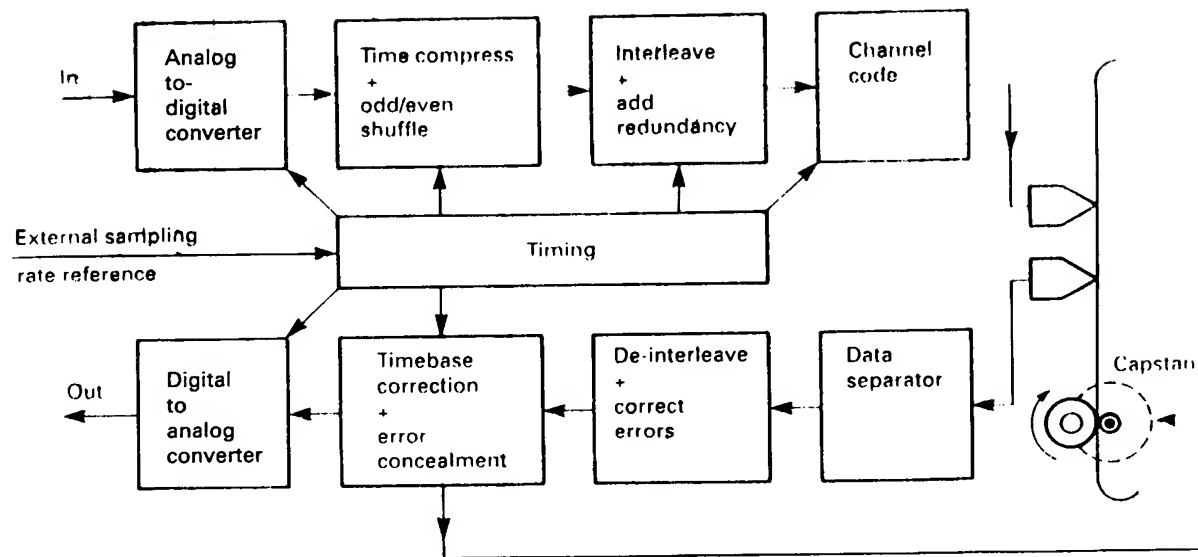 In
Analog
to-
digital
converter
Time compress
+
odd/even
shuffle
Interleave
+
add
redundancy
Channel
code
External sampling
rate reference
Timing
Out
Digital
to
analog
converter
Timebase
correction
+
error
concealment
De-interleave
+
correct
errors
Data
separator
Capstan